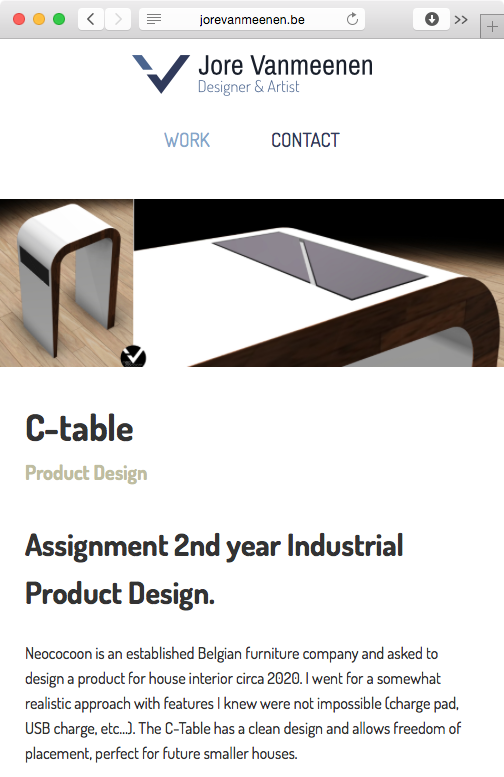 jorevanmeenen.be
>>
Jore Vanmeenen
Designer & Artist
WORK
CONTACT
C-table
Product Design
Assignment 2nd year Industrial
Product Design.
Neococoon is an established Belgian furniture company and asked to
design a product for house interior circa 2020. I went for a somewhat
realistic approach with features I knew were not impossible (charge pad,
USB charge, etc...). The C-Table has a clean design and allows freedom of
placement, perfect for future smaller houses.